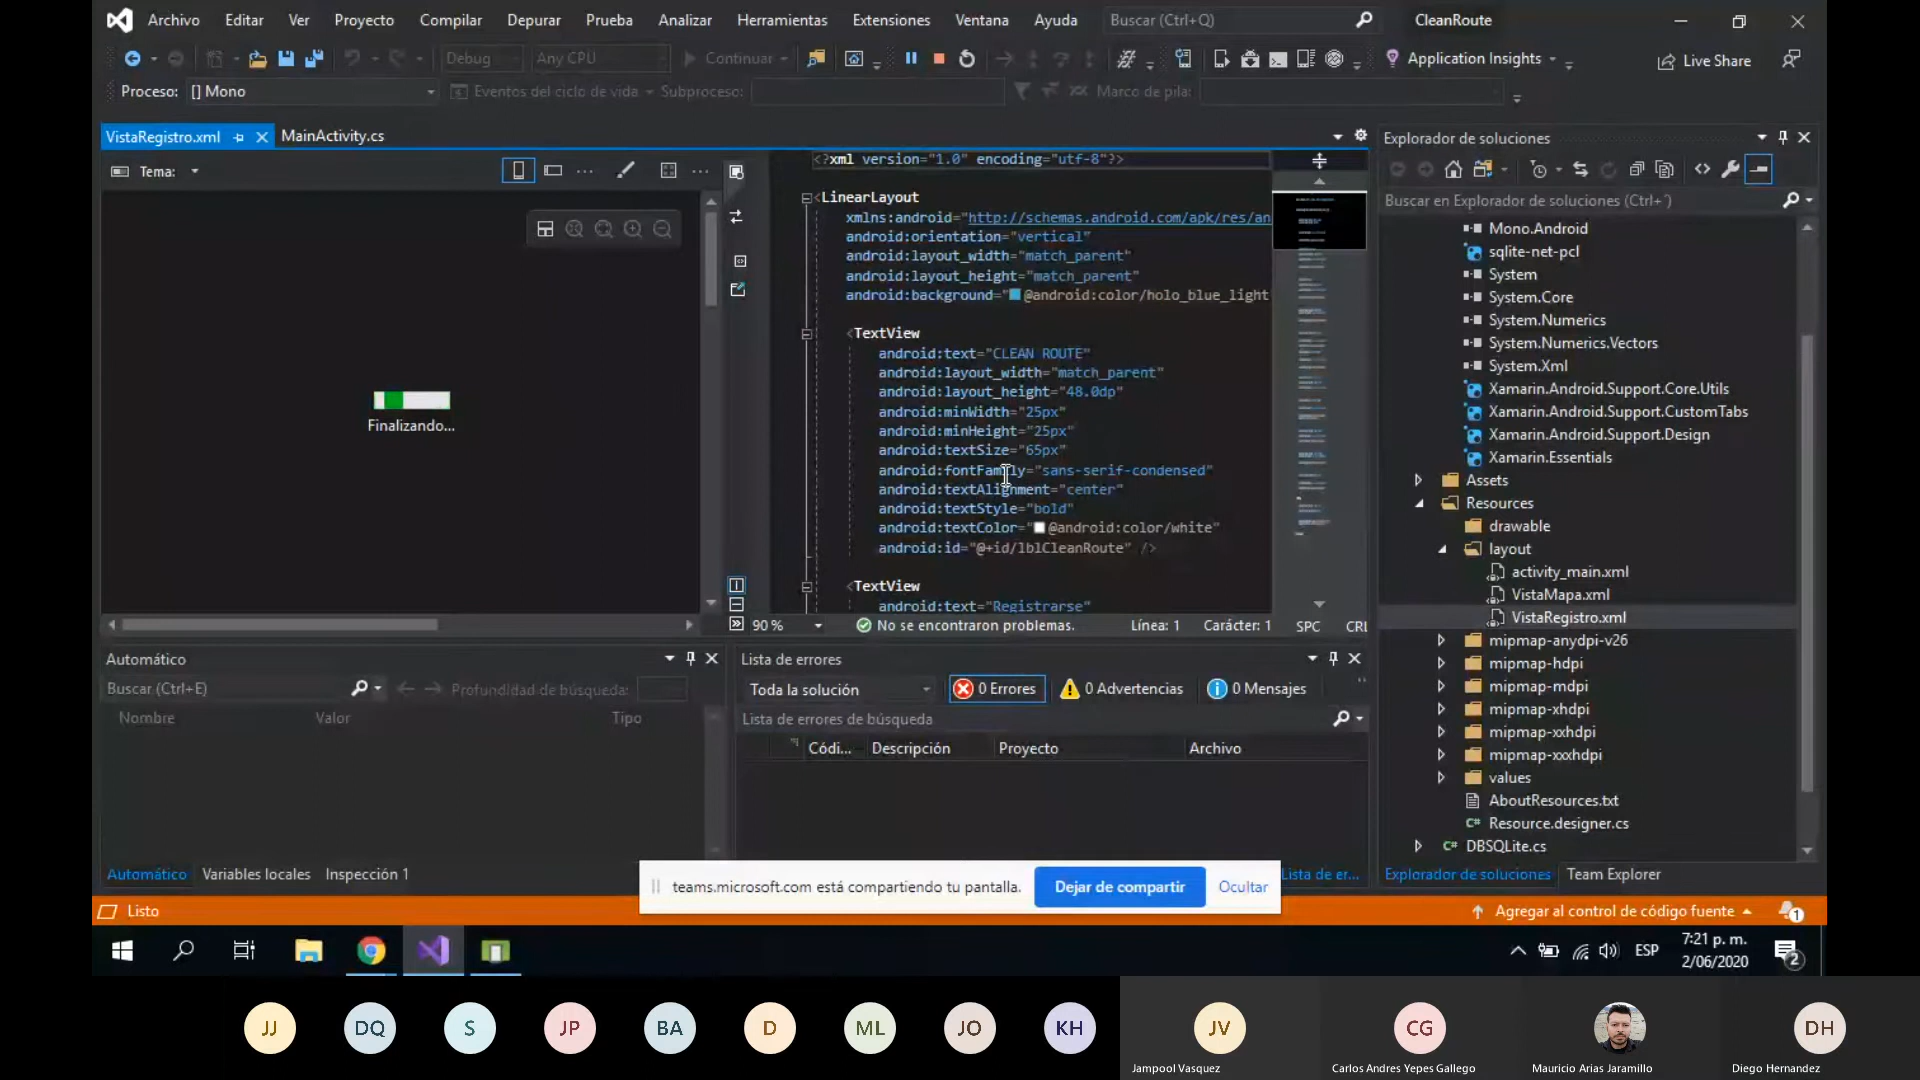 Archivo Editar Ver Proyecto Compilar Depurar Prueba Analizar Herramientas Extensiones Ventana Ayuda Buscar (Ctrl+Q) CleanRoute
Debug Any CPU Continuar Application Insights Live Share
Proceso: [] Mono Eventos del ciclo de vida Subproceso: Marco de pila:
VistaRegistro.xml MainActivity.cs
Tema:
Finalizando...
<?xml version="1.0" encoding="utf-8"?>
<LinearLayout
xmlns:android="http://schemas.android.com/apk/res/an
android:orientation="vertical"
android:layout_width="match_parent"
android:layout_height="match_parent"
android:background="@android:color/holo_blue_light
<TextView
android:text="CLEAN ROUTE"
android:layout_width="match_parent"
android:layout_height="48.0dp"
android:minWidth="25px"
android:minHeight="25px"
android:textSize="65px"
android:fontFamily="sans-serif-condensed"
android:textAlignment="center"
android:textStyle="bold"
android:textColor="@android:color/white"
android:id="@+id/lblCleanRoute" />
<TextView
android:text="Registrarse"
90 % No se encontraron problemas. Línea: 1 Carácter: 1 SPC CRL
Explorador de soluciones
Buscar en Explorador de soluciones (Ctrl+´)
Mono.Android
sqlite-net-pcl
System
System.Core
System.Numerics
System.Numerics.Vectors
System.Xml
Xamarin.Android.Support.Core.Utils
Xamarin.Android.Support.CustomTabs
Xamarin.Android.Support.Design
Xamarin.Essentials
Assets
Resources
drawable
layout
activity_main.xml
VistaMapa.xml
VistaRegistro.xml
mipmap-anydpi-v26
mipmap-hdpi
mipmap-mdpi
mipmap-xhdpi
mipmap-xxhdpi
mipmap-xxxhdpi
values
AboutResources.txt
C# Resource.designer.cs
C# DBSQLite.cs
Explorador de soluciones Team Explorer
Automático
Buscar (Ctrl+E) Profundidad de búsqueda:
Nombre Valor Tipo
Automático Variables locales Inspección 1
Lista de errores
Toda la solución 0 Errores 0 Advertencias 0 Mensajes
Lista de errores de búsqueda
Códi... Descripción Proyecto Archivo
Lista de er...
teams.microsoft.com está compartiendo tu pantalla. Dejar de compartir Ocultar
Listo Agregar al control de código fuente 1
ESP 7:21 p. m.
2/06/2020 2
JJ DQ S JP BA D ML JO KH JV CG DH
Jampool Vasquez Carlos Andres Yepes Gallego Mauricio Arias Jaramillo Diego Hernandez